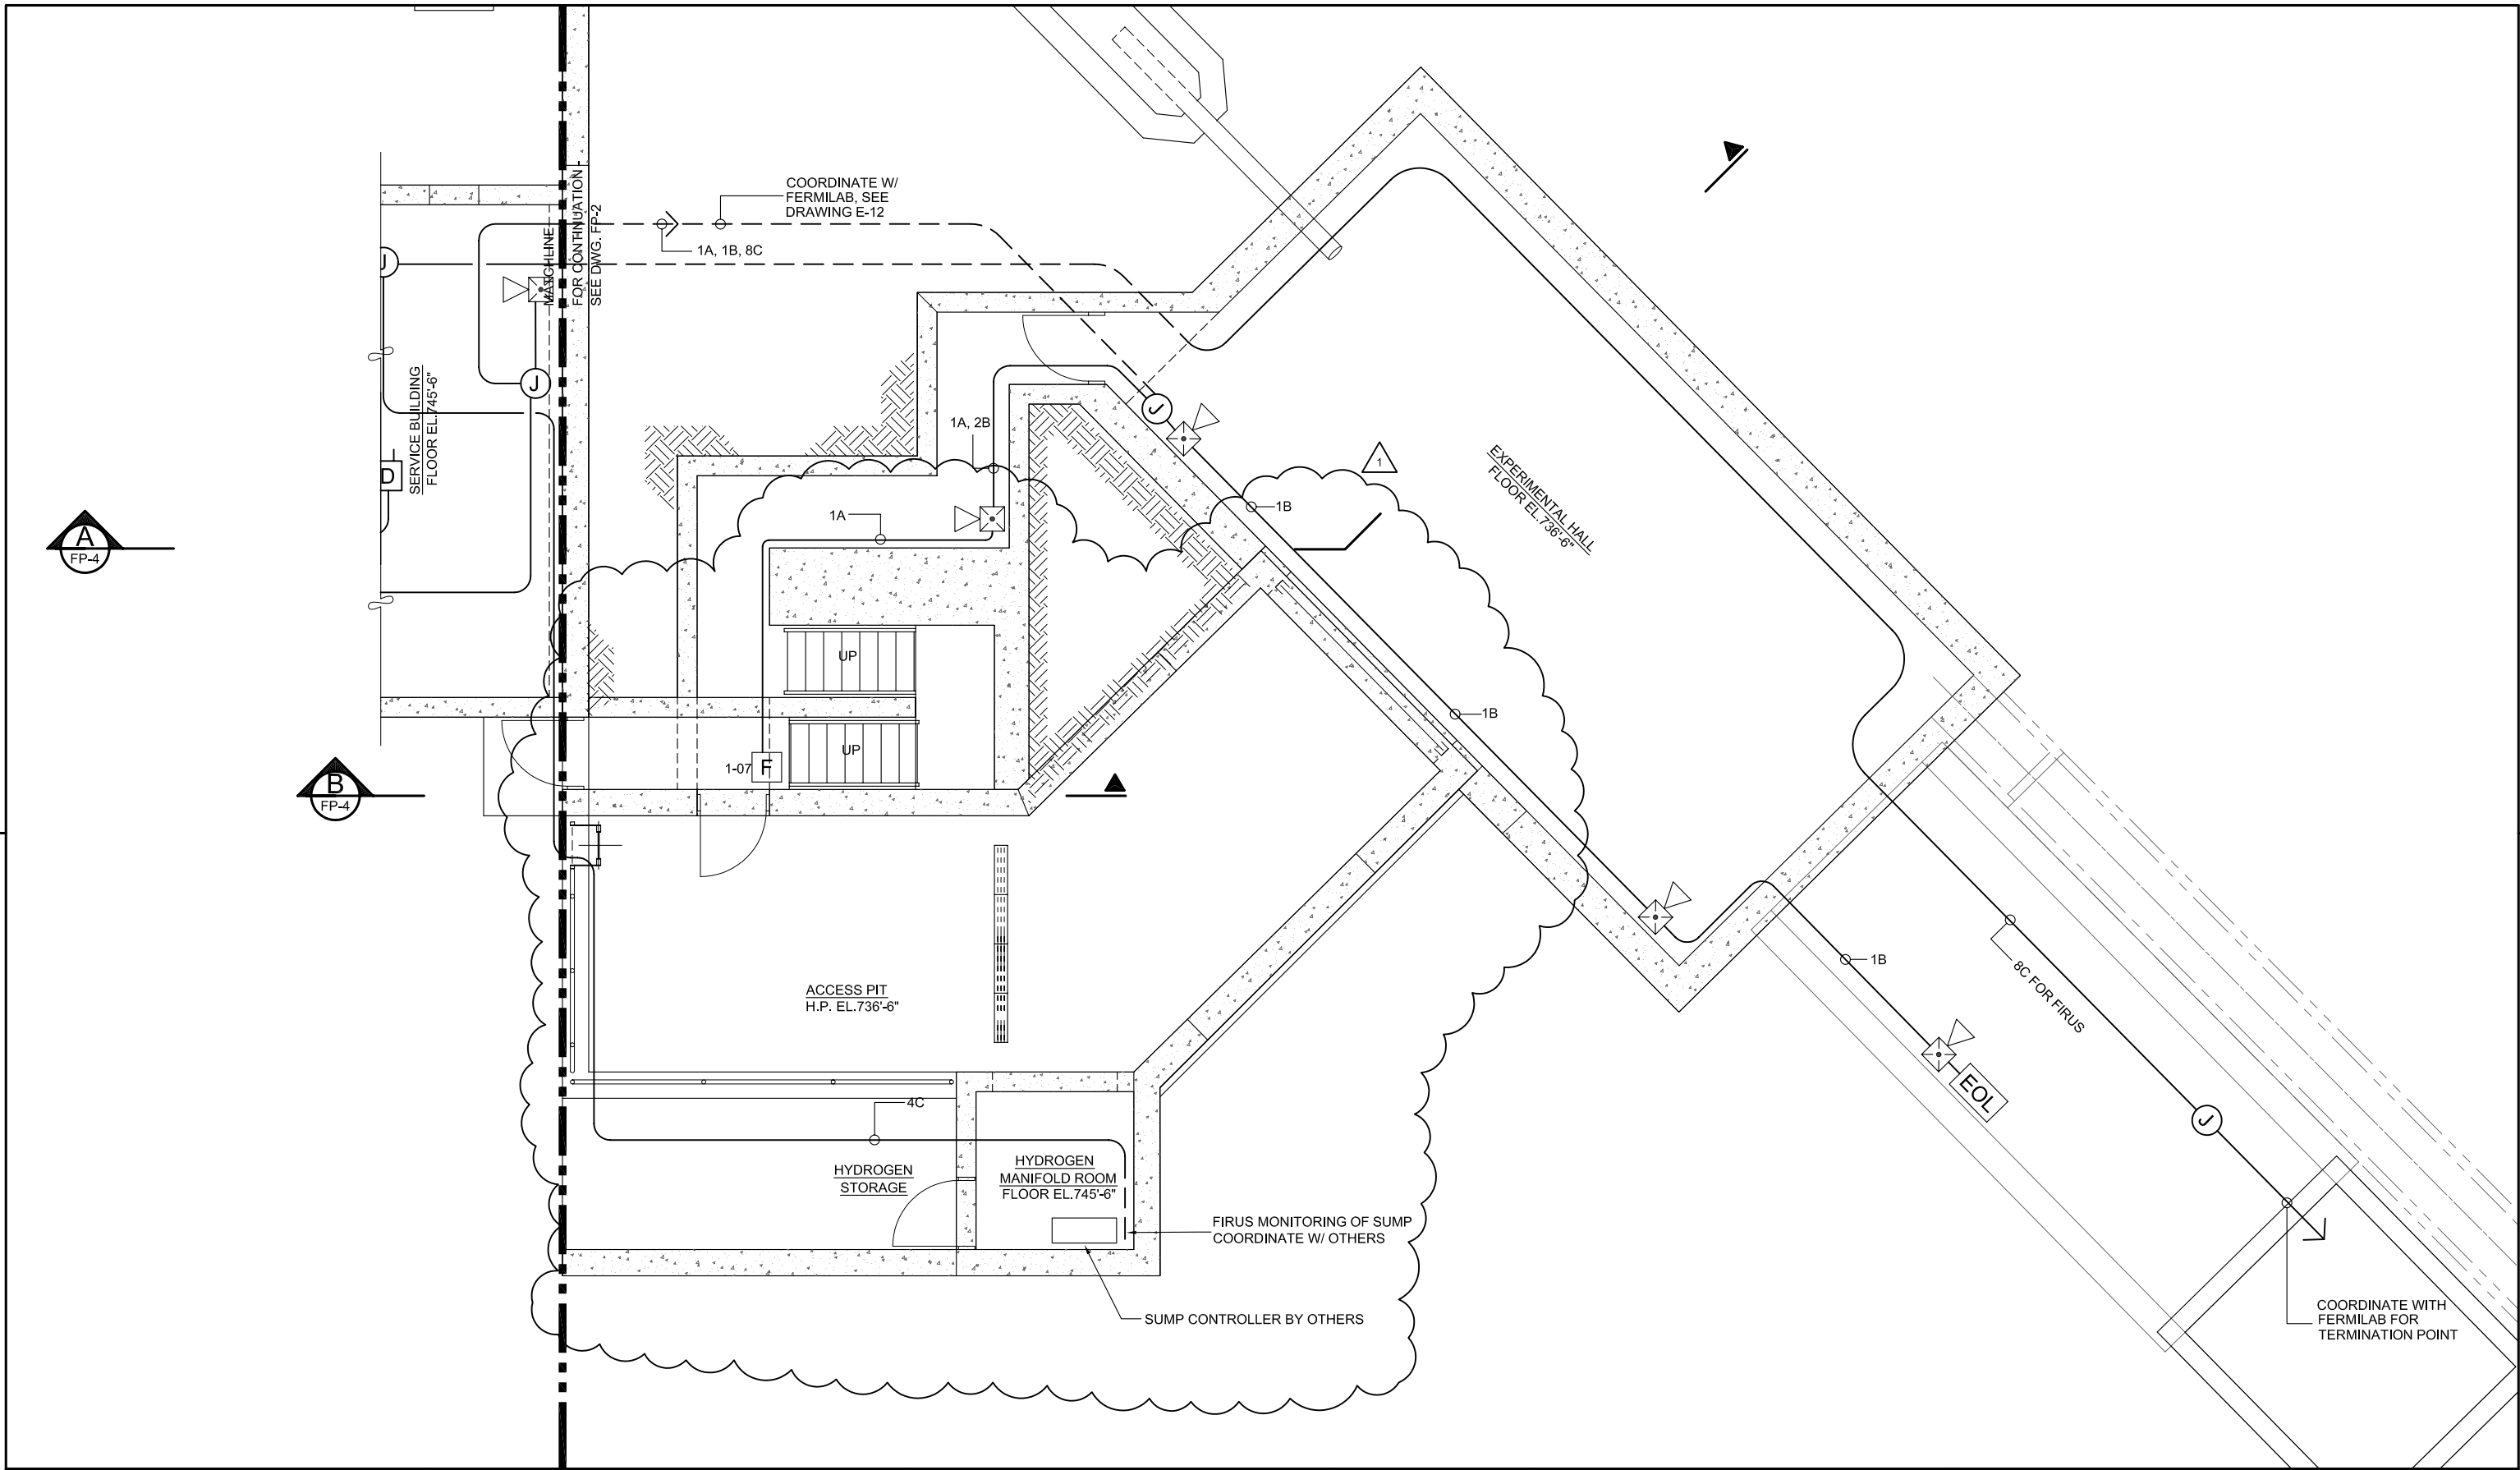 COORDINATE W/
FERMILAB, SEE
DRAWING E-12
1A, 1B, 8C
MATCHLINE
FOR CONTINUATION
SEE DWG. FP-2
J
J
SERVICE BUILDING
FLOOR EL.745'-6"
D
A
FP-4
B
FP-4
1A, 2B
1A
J
1B
1
EXPERIMENTAL HALL
FLOOR EL.736'-6"
UP
UP
1-07
F
1B
1B
8C FOR FIRUS
EOL
J
ACCESS PIT
H.P. EL.736'-6"
4C
HYDROGEN
STORAGE
HYDROGEN
MANIFOLD ROOM
FLOOR EL.745'-6"
FIRUS MONITORING OF SUMP
COORDINATE W/ OTHERS
SUMP CONTROLLER BY OTHERS
COORDINATE WITH
FERMILAB FOR
TERMINATION POINT